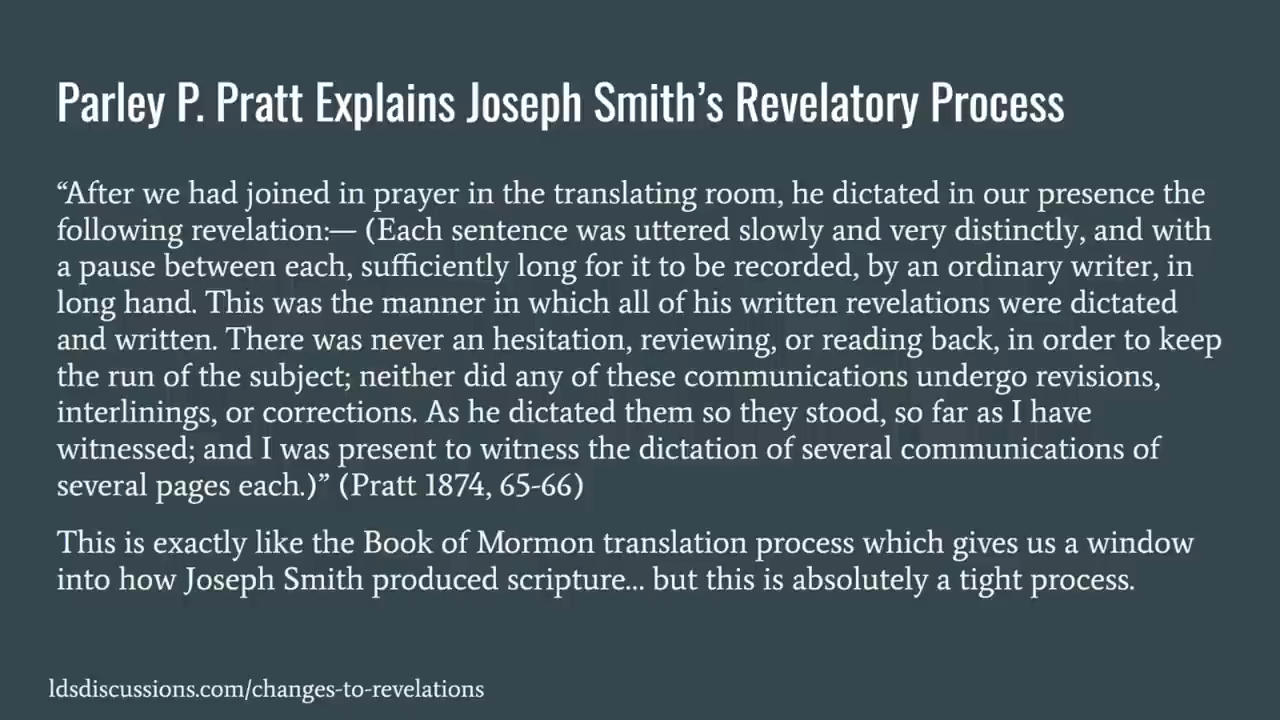 Parley P. Pratt Explains Joseph Smith’s Revelatory Process
“After we had joined in prayer in the translating room, he dictated in our presence the
following revelation:— (Each sentence was uttered slowly and very distinctly, and with
a pause between each, sufficiently long for it to be recorded, by an ordinary writer, in
long hand. This was the manner in which all of his written revelations were dictated
and written. There was never an hesitation, reviewing, or reading back, in order to keep
the run of the subject; neither did any of these communications undergo revisions,
interlinings, or corrections. As he dictated them so they stood, so far as I have
witnessed; and I was present to witness the dictation of several communications of
several pages each.)” (Pratt 1874, 65-66)
This is exactly like the Book of Mormon translation process which gives us a window
into how Joseph Smith produced scripture... but this is absolutely a tight process.
ldsdiscussions.com/changes-to-revelations